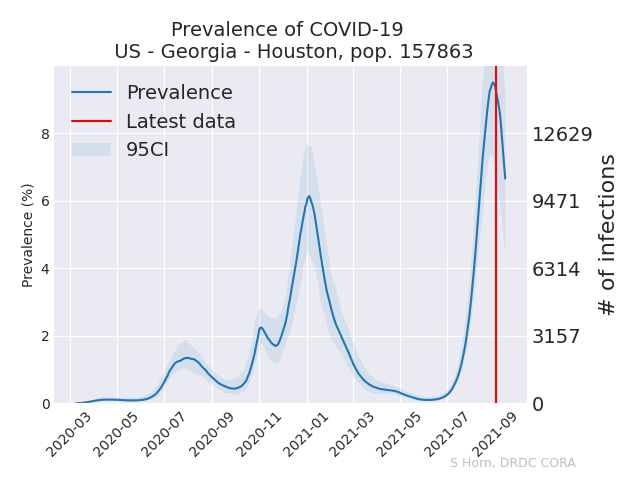 Prevalence of COVID-19
US - Georgia - Houston, pop. 157863
Prevalence
Latest data
95CI
Prevalence (%)
8
6
4
2
0
12629
9471
6314
3157
0
# of infections
2020-03
2020-05
2020-07
2020-09
2020-11
2021-01
2021-03
2021-05
2021-07
2021-09
S Horn, DRDC CORA